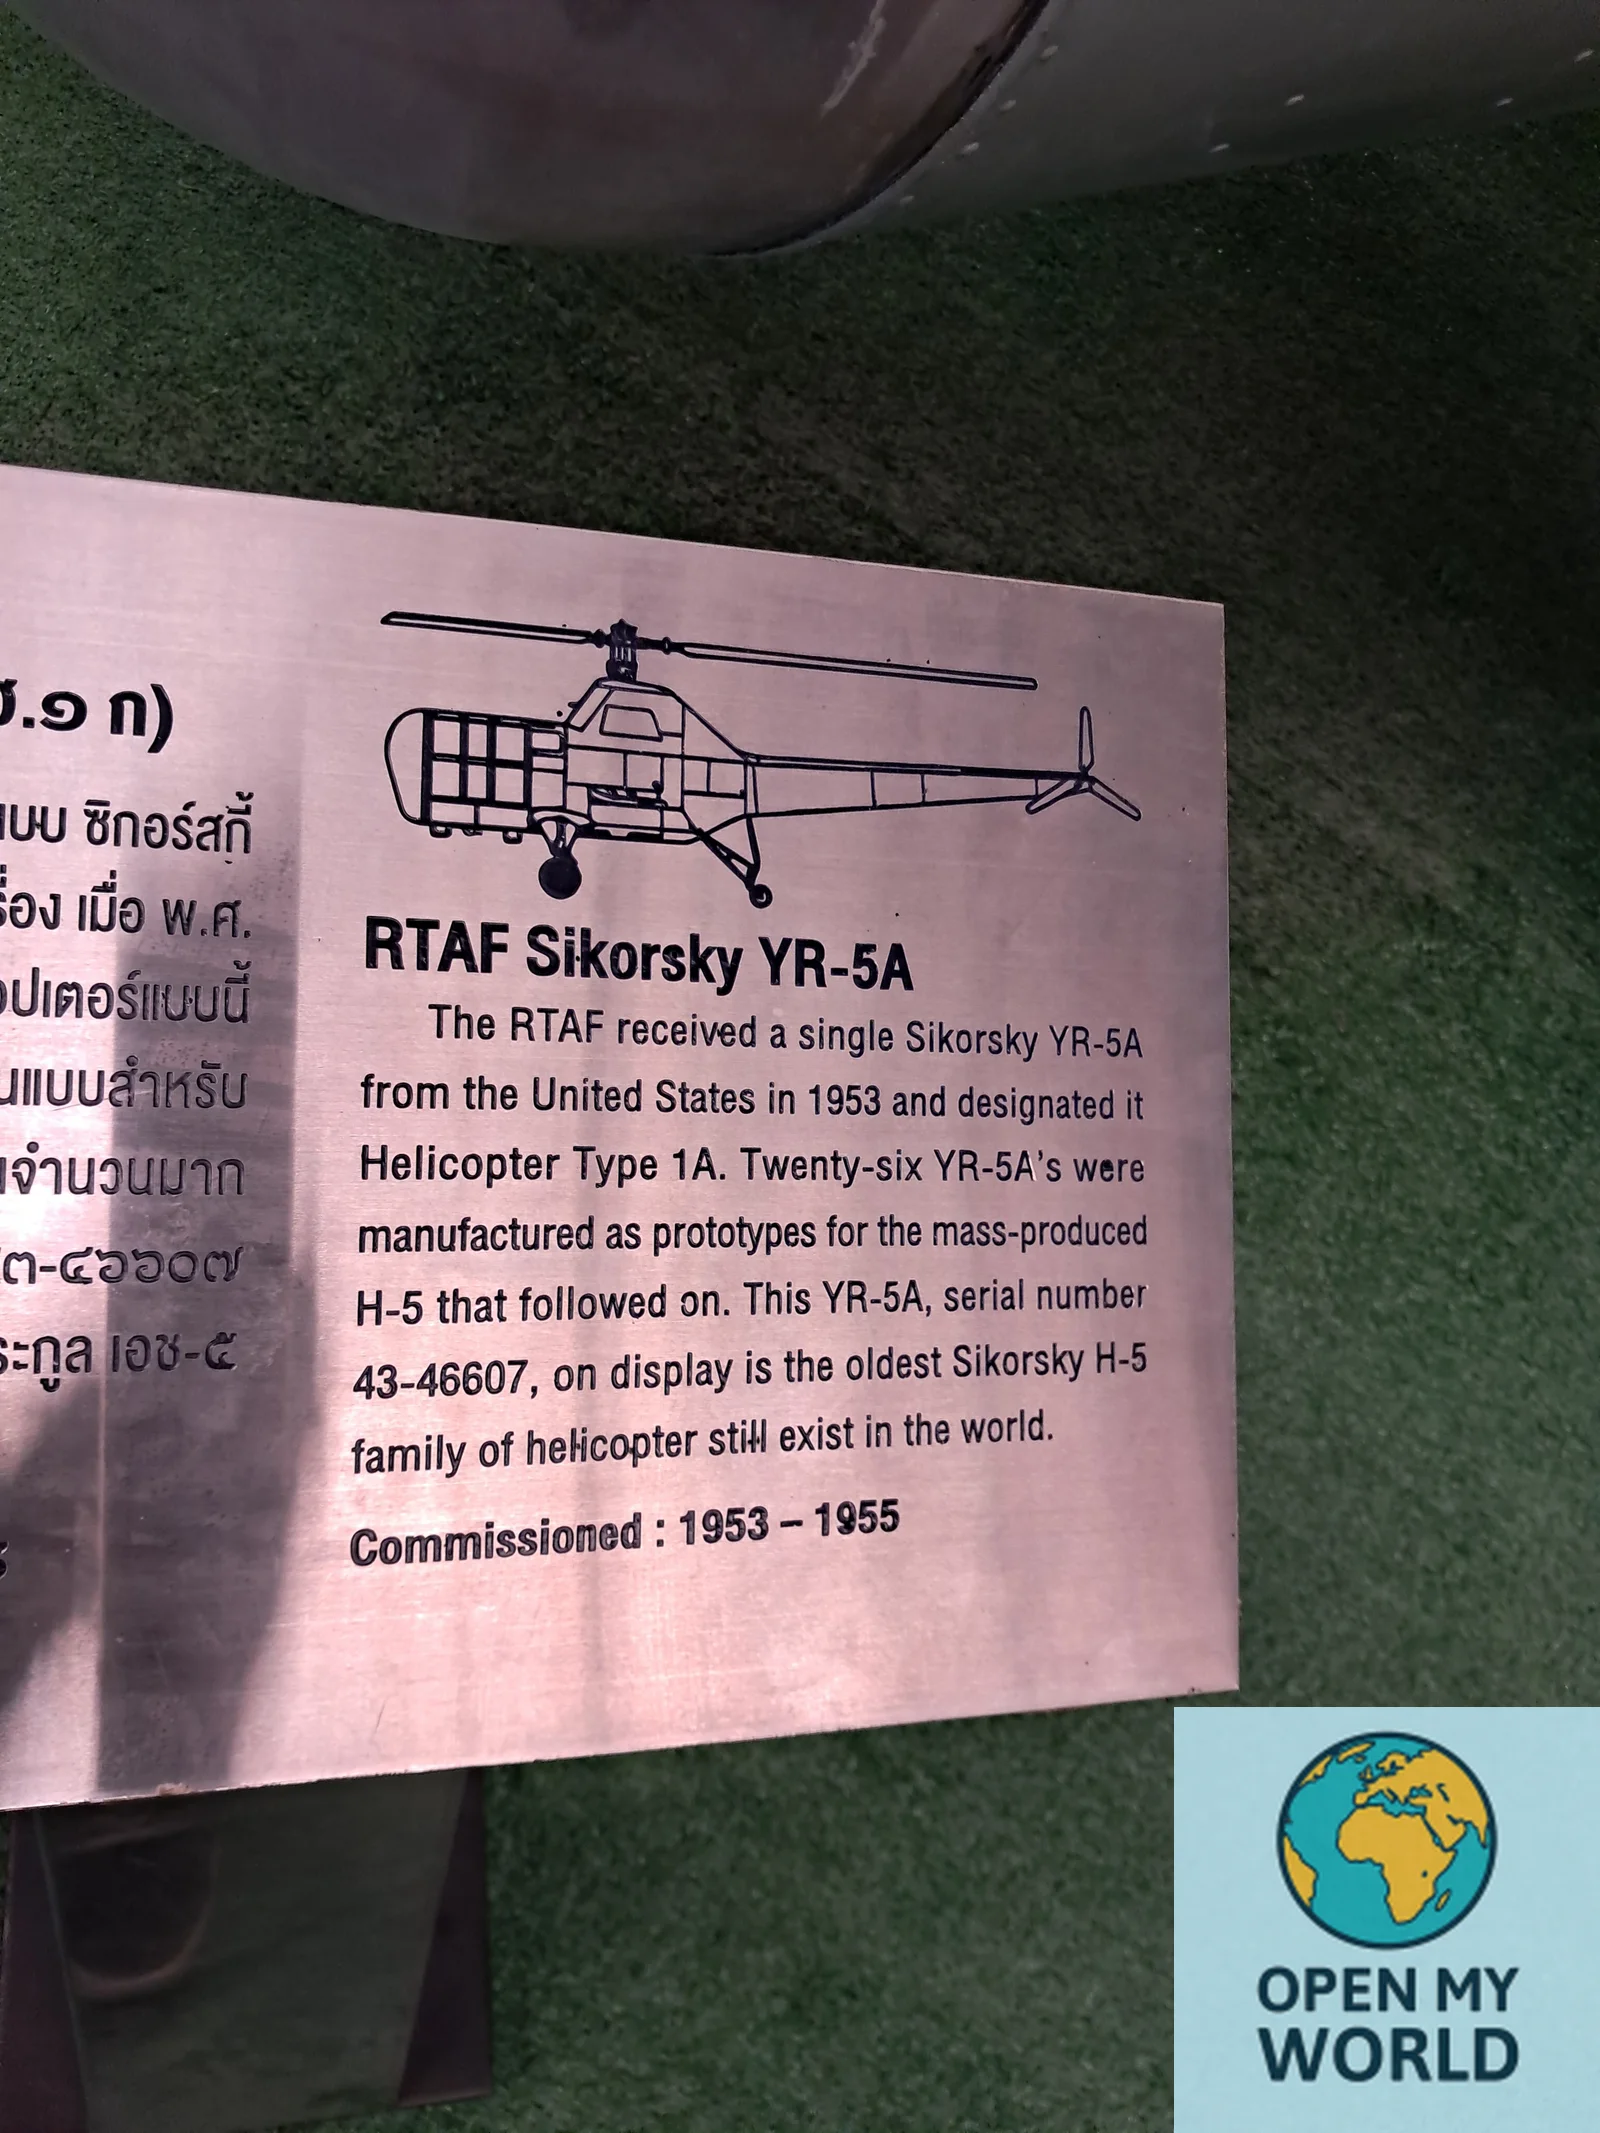 ฮ.๑ ก)
แบบ ซิกอร์สกี้
เครื่อง เมื่อ พ.ศ.
แบบนี้
แบบสำหรับ
จำนวนมาก
๓-๔๖๖๐๗
ตระกูล เอช-๕
RTAF Sikorsky YR-5A
The RTAF received a single Sikorsky YR-5A
from the United States in 1953 and designated it
Helicopter Type 1A. Twenty-six YR-5A's were
manufactured as prototypes for the mass-produced
H-5 that followed on. This YR-5A, serial number
43-46607, on display is the oldest Sikorsky H-5
family of helicopter still exist in the world.
Commissioned : 1953 – 1955
OPEN MY
WORLD